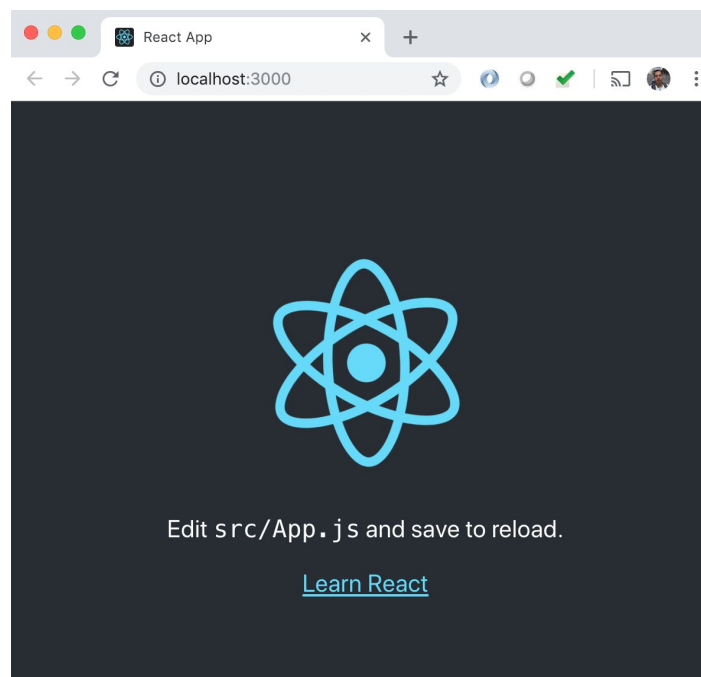 React App
localhost:3000
Edit src/App.js and save to reload.
Learn React